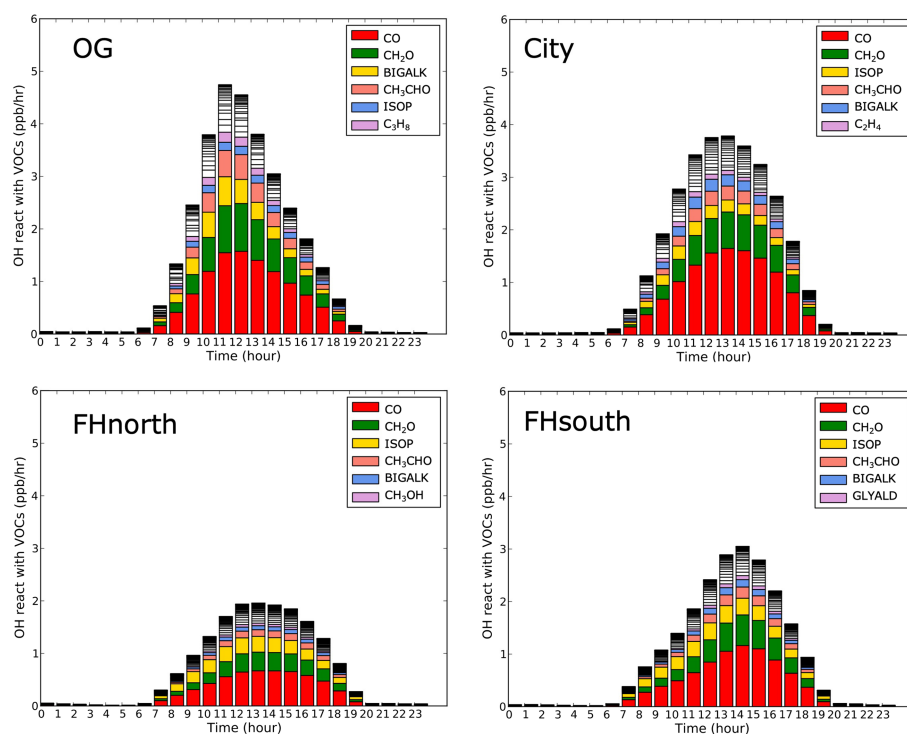 OG
CO
CH₂O
BIGALK
CH₃CHO
ISOP
C₃H₈
OH react with VOCs (ppb/hr)
6
5
4
3
2
1
0
0 1 2 3 4 5 6 7 8 9 10 11 12 13 14 15 16 17 18 19 20 21 22 23
Time (hour)
City
CO
CH₂O
ISOP
CH₃CHO
BIGALK
C₂H₄
OH react with VOCs (ppb/hr)
6
5
4
3
2
1
0
0 1 2 3 4 5 6 7 8 9 10 11 12 13 14 15 16 17 18 19 20 21 22 23
Time (hour)
FHnorth
CO
CH₂O
ISOP
CH₃CHO
BIGALK
CH₃OH
OH react with VOCs (ppb/hr)
6
5
4
3
2
1
0
0 1 2 3 4 5 6 7 8 9 10 11 12 13 14 15 16 17 18 19 20 21 22 23
Time (hour)
FHsouth
CO
CH₂O
ISOP
CH₃CHO
BIGALK
GLYALD
OH react with VOCs (ppb/hr)
6
5
4
3
2
1
0
0 1 2 3 4 5 6 7 8 9 10 11 12 13 14 15 16 17 18 19 20 21 22 23
Time (hour)